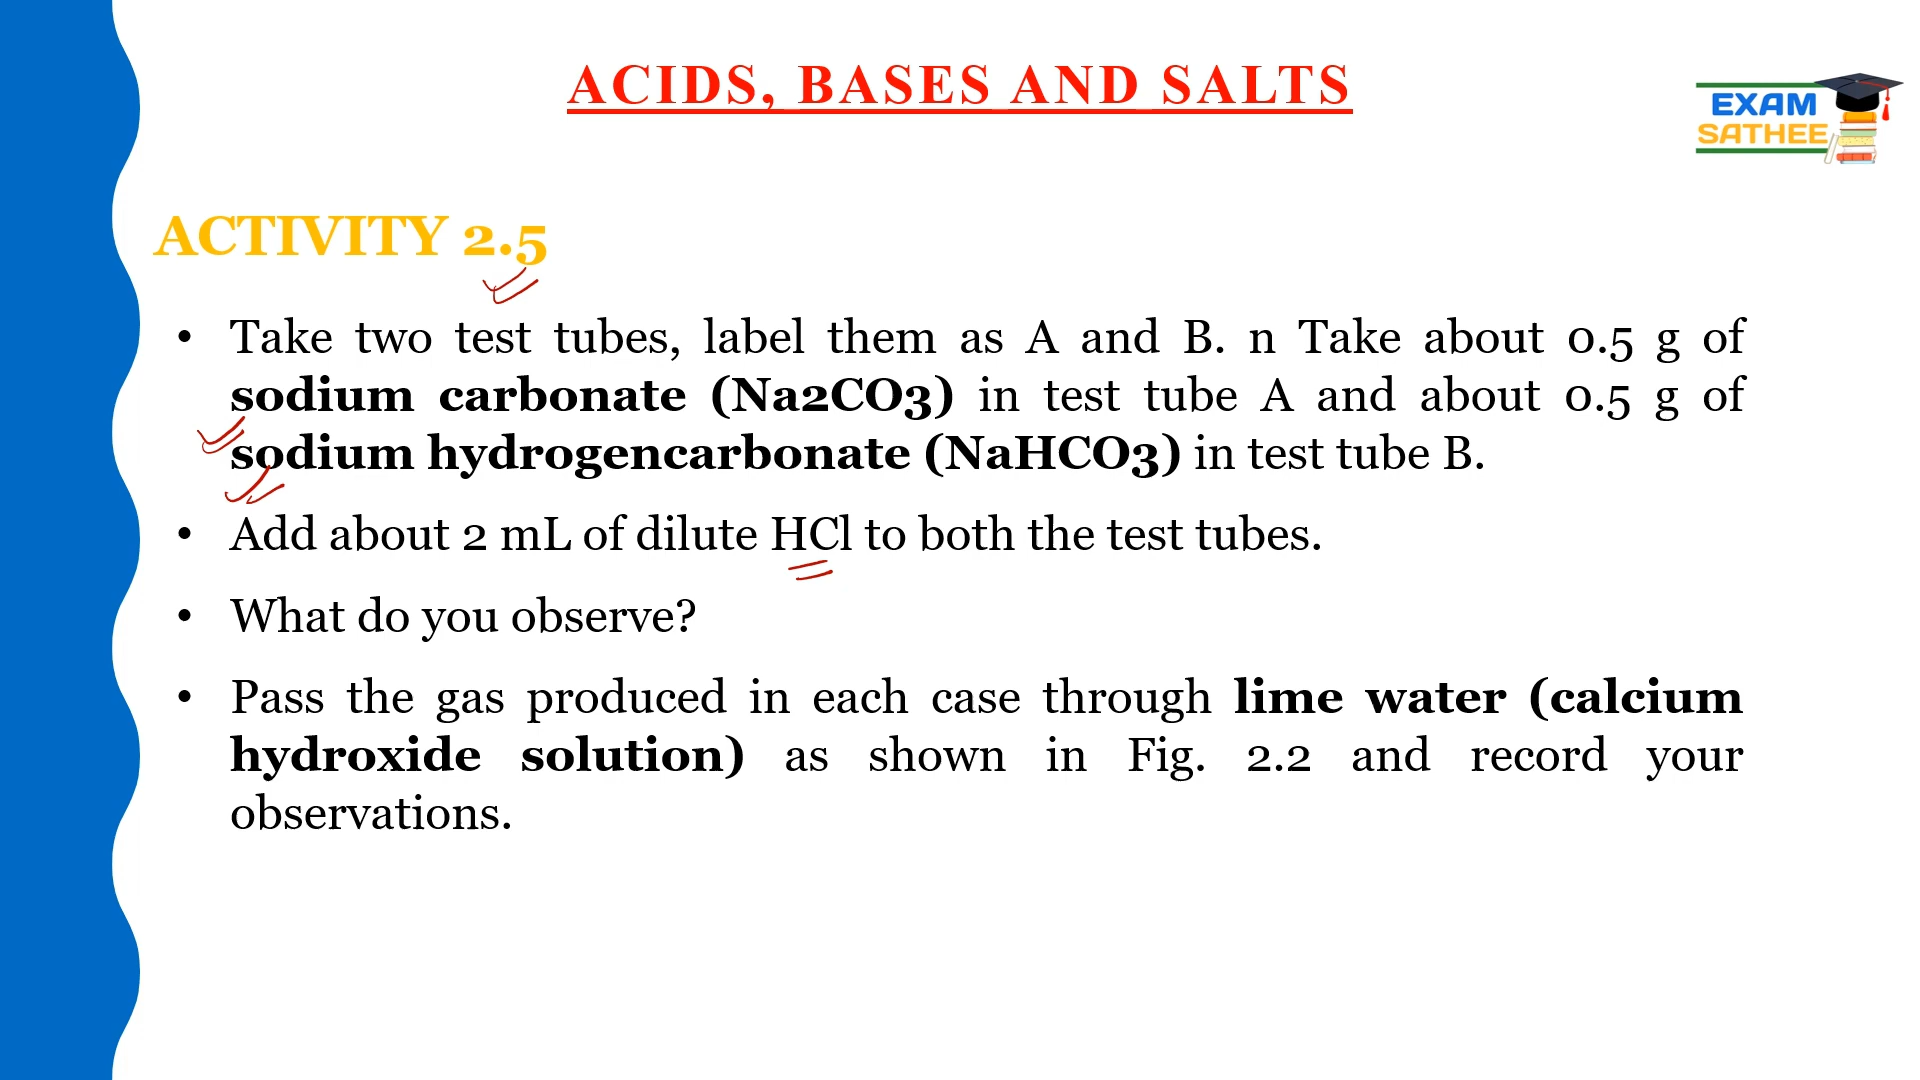 ACIDS, BASES AND SALTS
EXAM
SATHEE
ACTIVITY 2.5
• Take two test tubes, label them as A and B. n Take about 0.5 g of
sodium carbonate (Na2CO3) in test tube A and about 0.5 g of
sodium hydrogencarbonate (NaHCO3) in test tube B.
• Add about 2 mL of dilute HCl to both the test tubes.
• What do you observe?
• Pass the gas produced in each case through lime water (calcium
hydroxide solution) as shown in Fig. 2.2 and record your
observations.